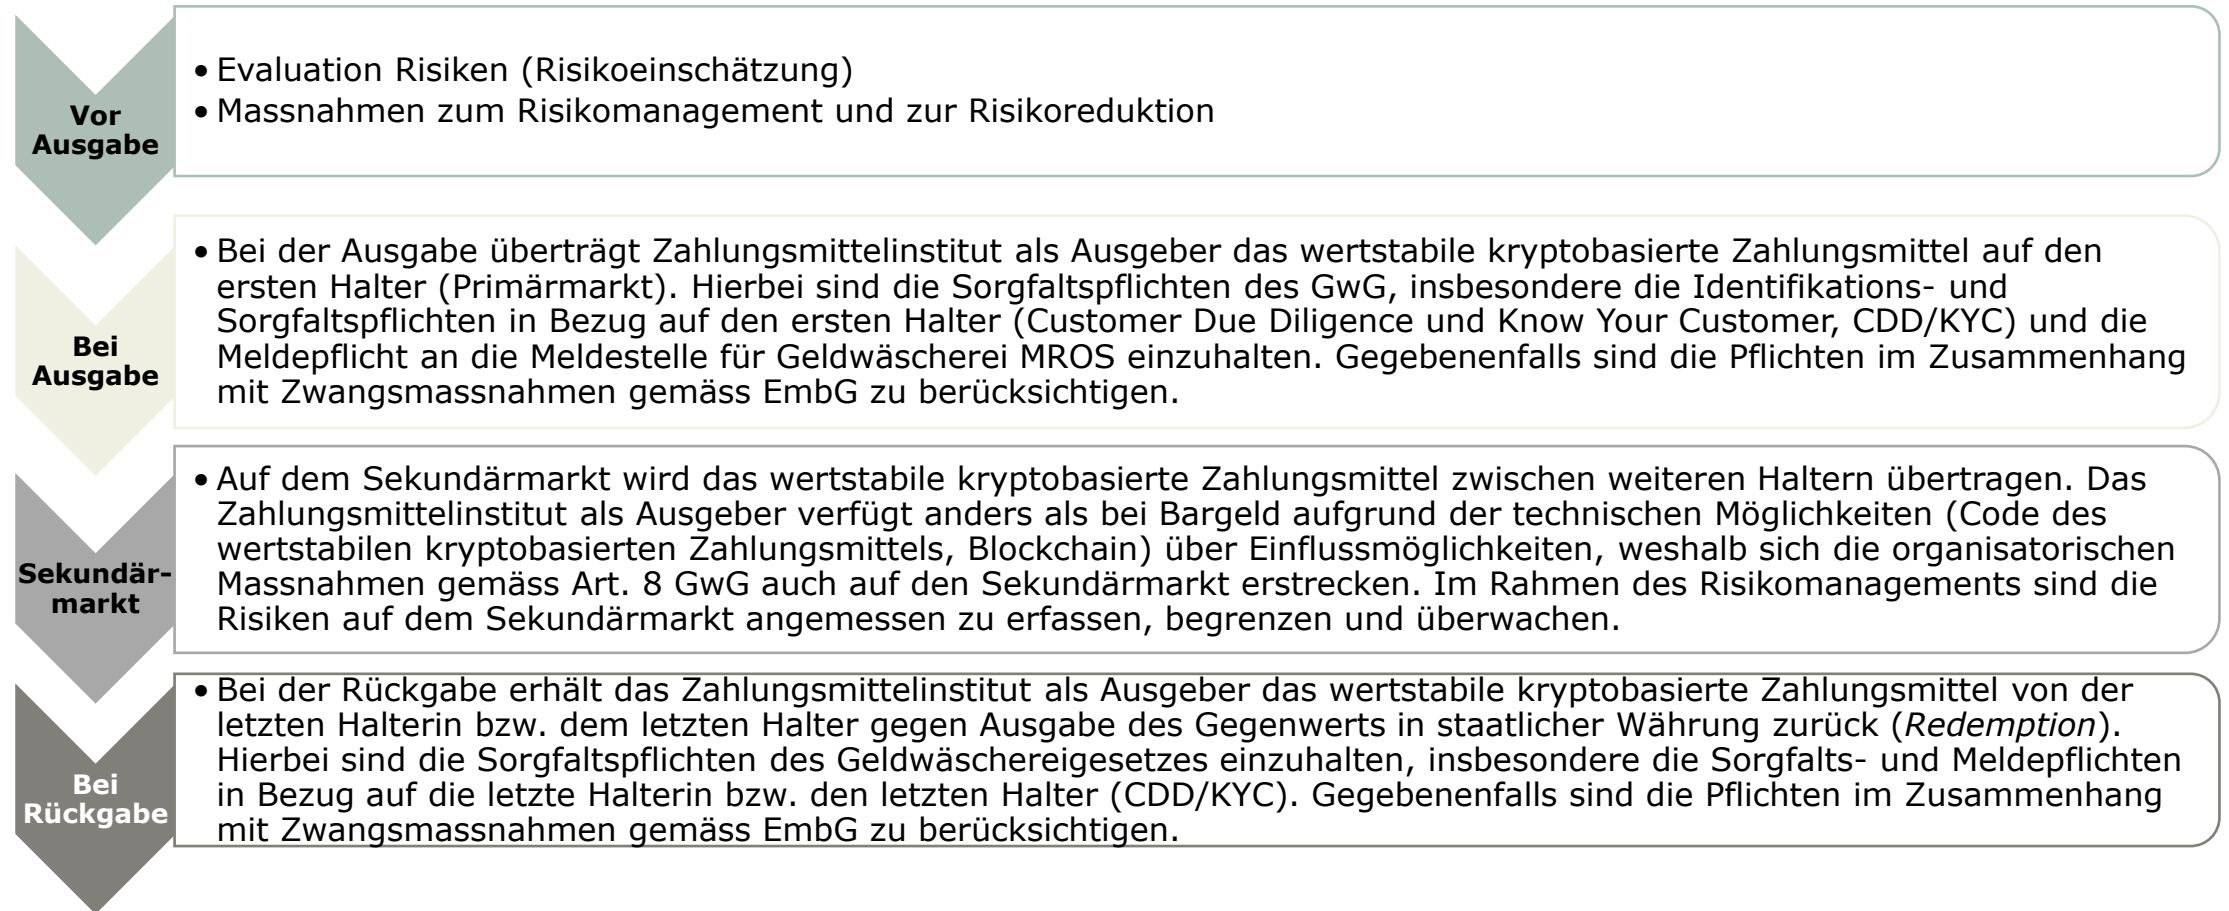 Vor
Ausgabe
• Evaluation Risiken (Risikoeinschätzung)
• Massnahmen zum Risikomanagement und zur Risikoreduktion
Bei
Ausgabe
• Bei der Ausgabe überträgt Zahlungsmittelinstitut als Ausgeber das wertstabile kryptobasierte Zahlungsmittel auf den
ersten Halter (Primärmarkt). Hierbei sind die Sorgfaltspflichten des GwG, insbesondere die Identifikations- und
Sorgfaltspflichten in Bezug auf den ersten Halter (Customer Due Diligence und Know Your Customer, CDD/KYC) und die
Meldepflicht an die Meldestelle für Geldwäscherei MROS einzuhalten. Gegebenenfalls sind die Pflichten im Zusammenhang
mit Zwangsmassnahmen gemäss EmbG zu berücksichtigen.
Sekundär-
markt
• Auf dem Sekundärmarkt wird das wertstabile kryptobasierte Zahlungsmittel zwischen weiteren Haltern übertragen. Das
Zahlungsmittelinstitut als Ausgeber verfügt anders als bei Bargeld aufgrund der technischen Möglichkeiten (Code des
wertstabilen kryptobasierten Zahlungsmittels, Blockchain) über Einflussmöglichkeiten, weshalb sich die organisatorischen
Massnahmen gemäss Art. 8 GwG auch auf den Sekundärmarkt erstrecken. Im Rahmen des Risikomanagements sind die
Risiken auf dem Sekundärmarkt angemessen zu erfassen, begrenzen und überwachen.
Bei
Rückgabe
• Bei der Rückgabe erhält das Zahlungsmittelinstitut als Ausgeber das wertstabile kryptobasierte Zahlungsmittel von der
letzten Halterin bzw. dem letzten Halter gegen Ausgabe des Gegenwerts in staatlicher Währung zurück (Redemption).
Hierbei sind die Sorgfaltspflichten des Geldwäschereigesetzes einzuhalten, insbesondere die Sorgfalts- und Meldepflichten
in Bezug auf die letzte Halterin bzw. den letzten Halter (CDD/KYC). Gegebenenfalls sind die Pflichten im Zusammenhang
mit Zwangsmassnahmen gemäss EmbG zu berücksichtigen.